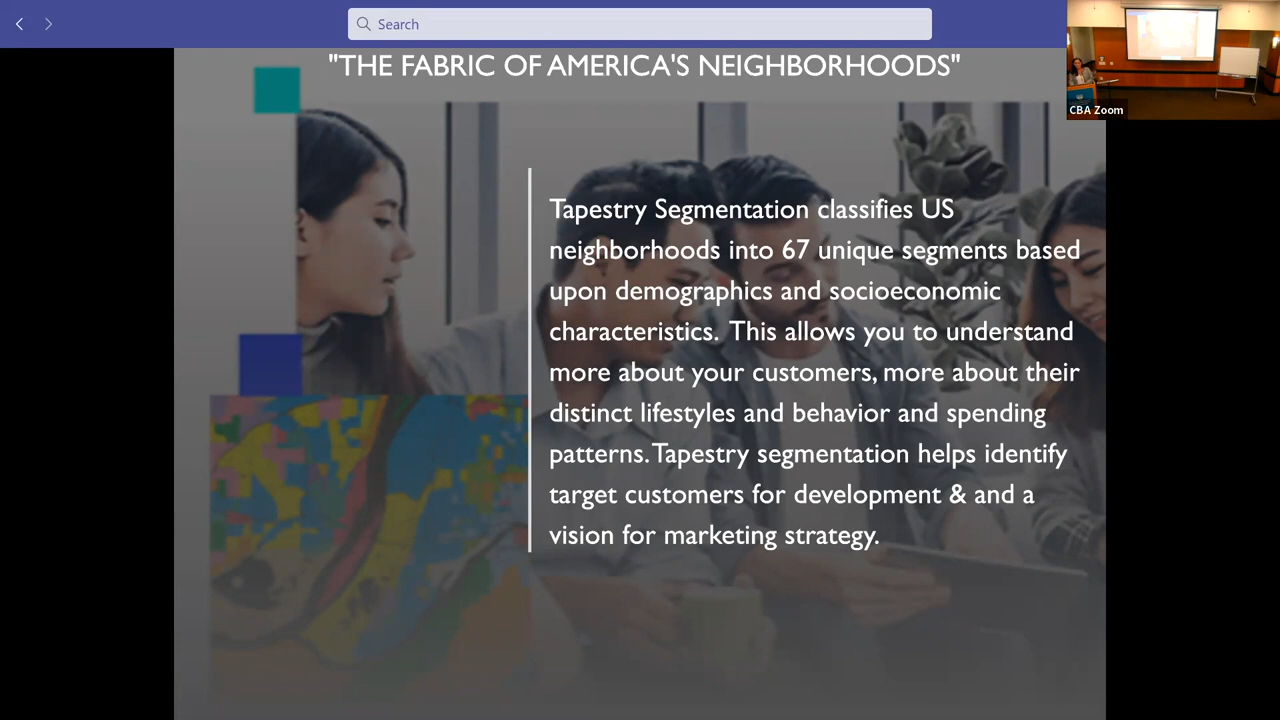 Search
CBA Zoom
"THE FABRIC OF AMERICA'S NEIGHBORHOODS"
Tapestry Segmentation classifies US
neighborhoods into 67 unique segments based
upon demographics and socioeconomic
characteristics.  This allows you to understand
more about your customers, more about their
distinct lifestyles and behavior and spending
patterns. Tapestry segmentation helps identify
target customers for development & and a
vision for marketing strategy.